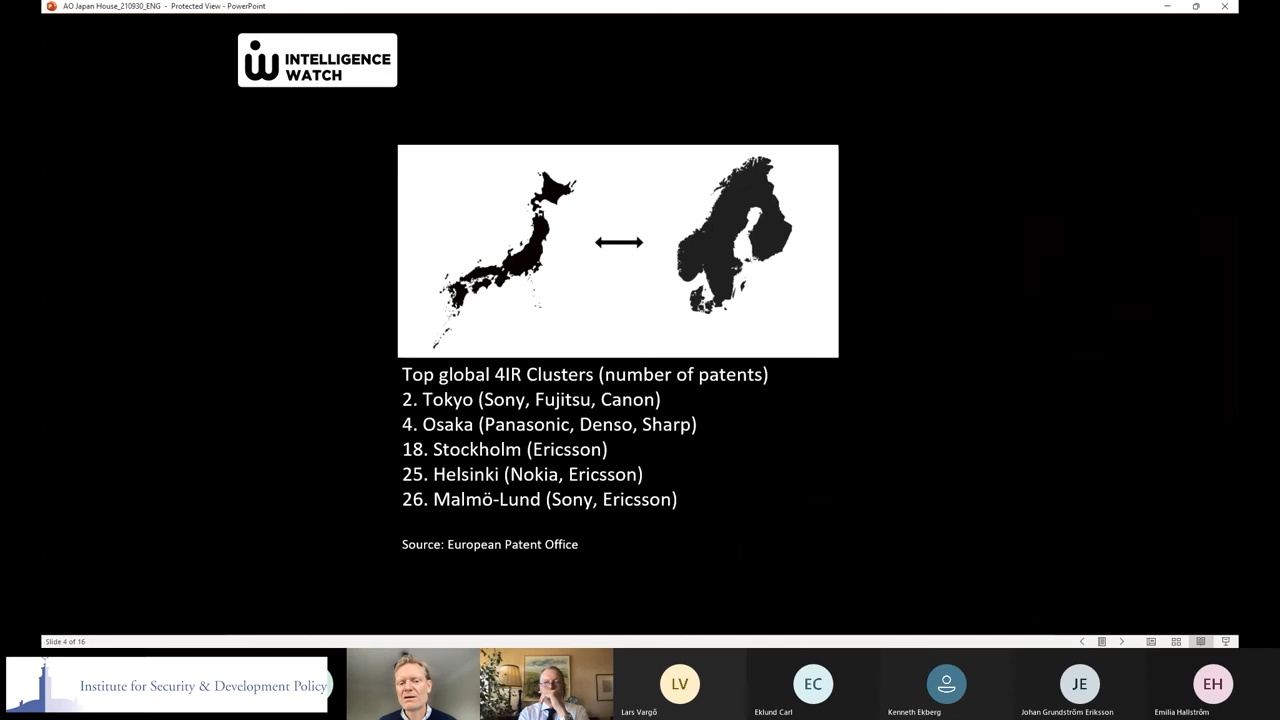 AO Japan House_210930_ENG - Protected View - PowerPoint
INTELLIGENCE
WATCH
Top global 4IR Clusters (number of patents)
2. Tokyo (Sony, Fujitsu, Canon)
4. Osaka (Panasonic, Denso, Sharp)
18. Stockholm (Ericsson)
25. Helsinki (Nokia, Ericsson)
26. Malmö-Lund (Sony, Ericsson)
Source: European Patent Office
Slide 4 of 16
Institute for Security & Development Policy
LV
EC
JE
EH
Lars Vargö
Eklund Carl
Kenneth Ekberg
Johan Grundström Eriksson
Emilia Hallström